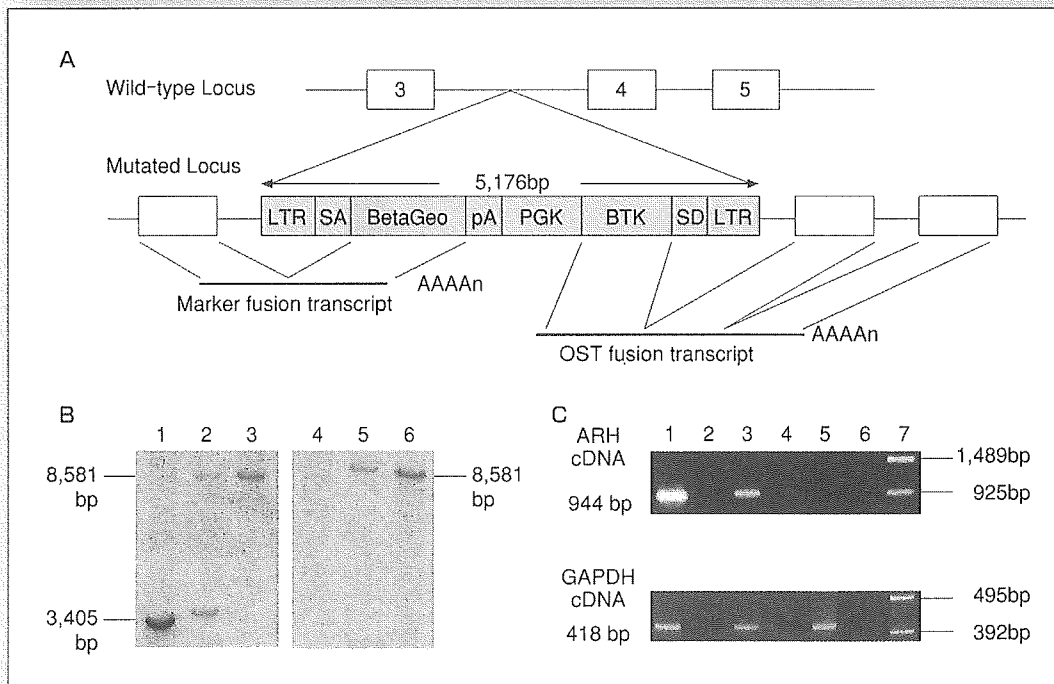 A
Wild-type Locus
3 4 5
Mutated Locus
5,176bp
LTR SA BetaGeo pA PGK BTK SD LTR
Marker fusion transcript AAAAn
OST fusion transcript AAAAn
B
1 2 3 4 5 6
8,581
bp
8,581
bp
3,405
bp
C
ARH
cDNA
1 2 3 4 5 6 7
1,489bp
944 bp
925bp
GAPDH
cDNA
495bp
418 bp
392bp